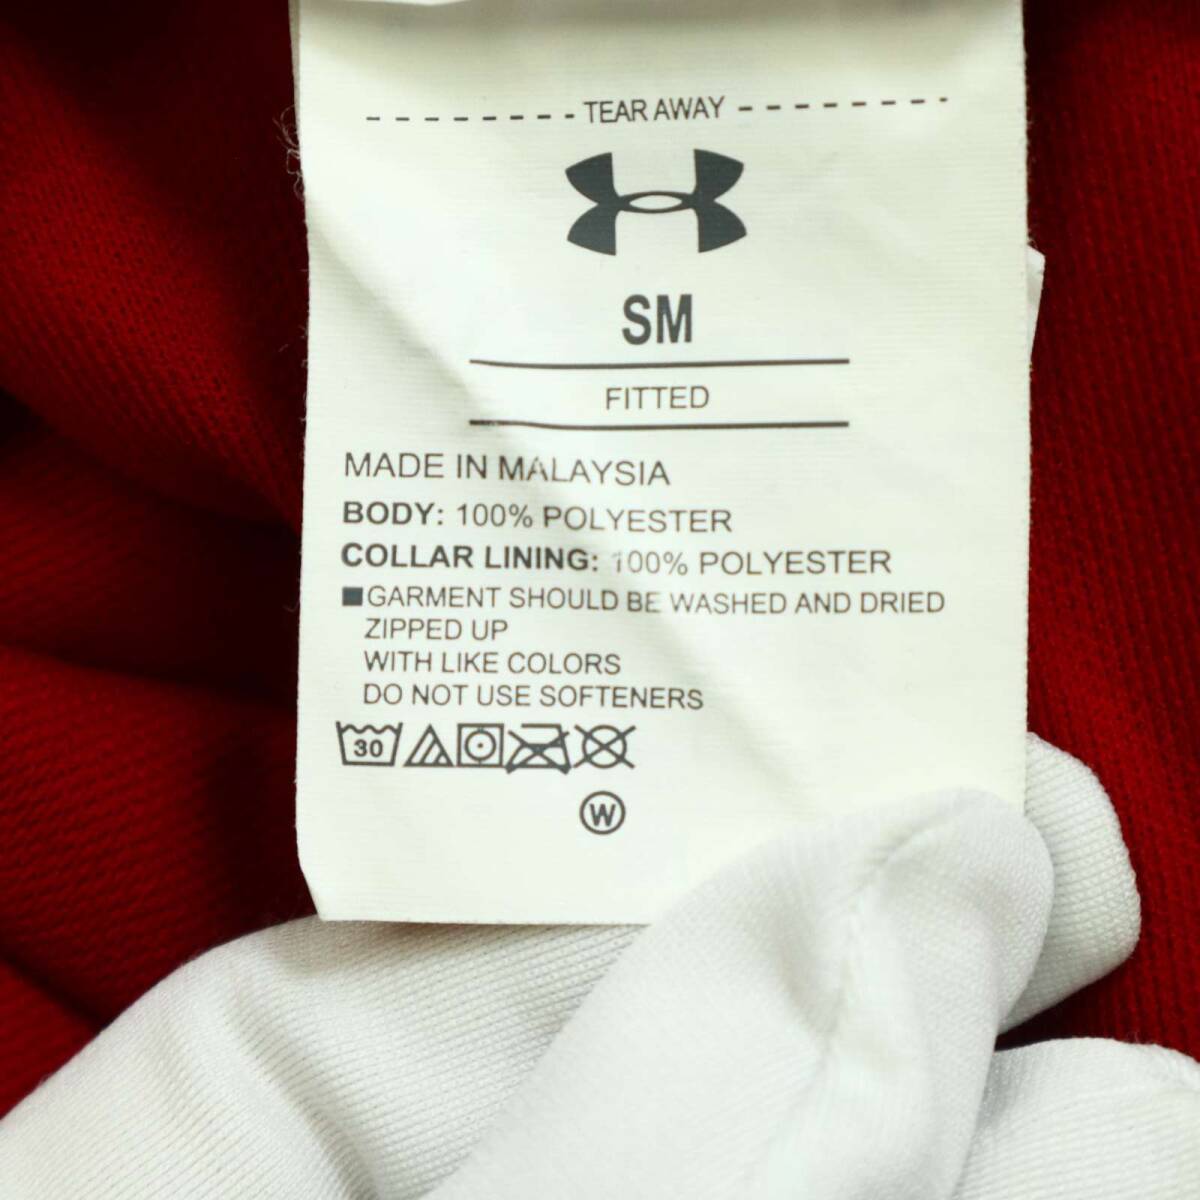 TEAR AWAY
SM
FITTED
MADE IN MALAYSIA
BODY: 100% POLYESTER
COLLAR LINING: 100% POLYESTER
■GARMENT SHOULD BE WASHED AND DRIED
ZIPPED UP
WITH LIKE COLORS
DO NOT USE SOFTENERS
30
W